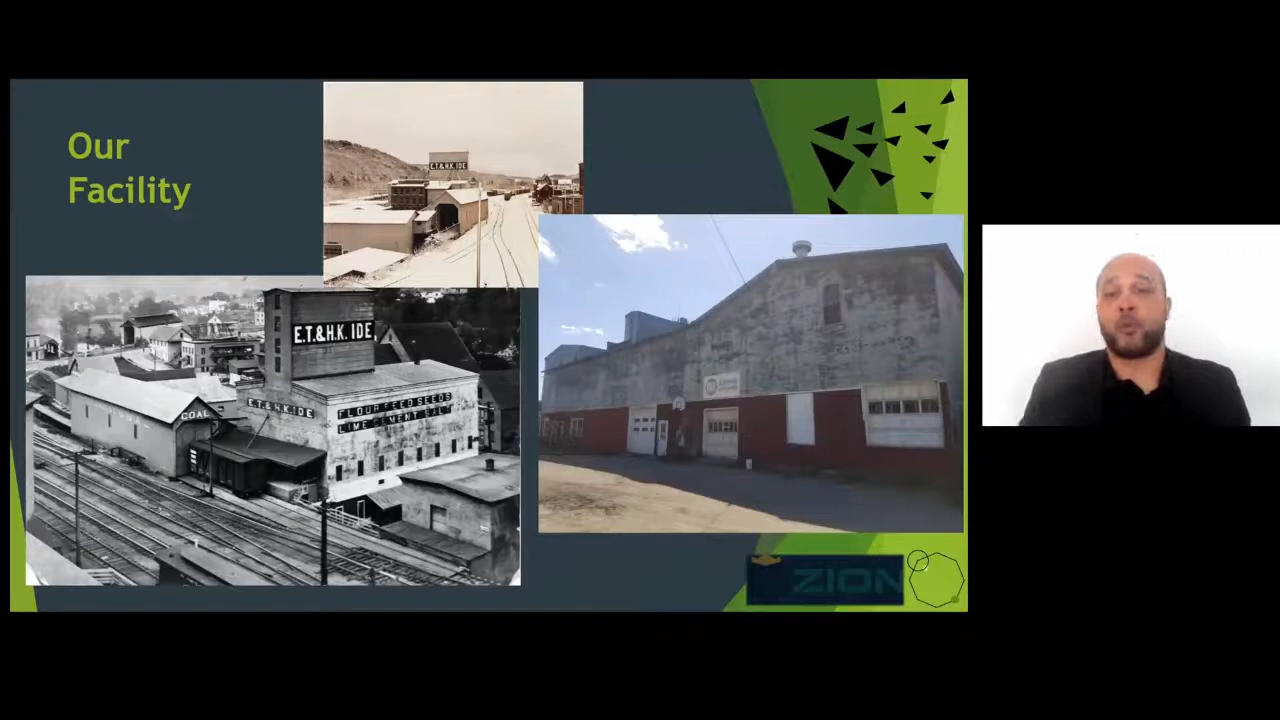 Our
Facility
E.T.&H.K. IDE
E.T.&H.K. IDE
COAL
E.T.&H.K. IDE
FLOUR FEED SEEDS
LIME CEMENT SALT
ZION